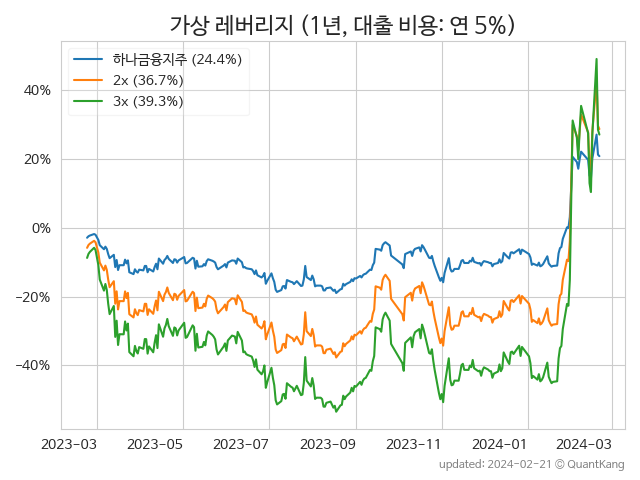 가상 레버리지 (1년, 대출 비용: 연 5%)
하나금융지주 (24.4%)
2x (36.7%)
3x (39.3%)
40%
20%
0%
−20%
−40%
2023-03 2023-05 2023-07 2023-09 2023-11 2024-01 2024-03
updated: 2024-02-21 © QuantKang